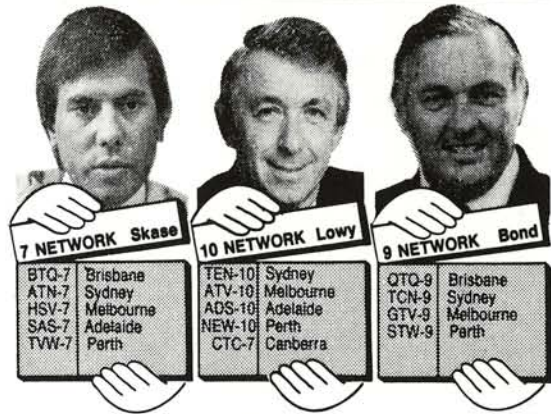 7 NETWORK Skase
BTQ-7 Brisbane
ATN-7 Sydney
HSV-7 Melbourne
SAS-7 Adelaide
TVW-7 Perth
10 NETWORK Lowy
TEN-10 Sydney
ATV-10 Melbourne
ADS-10 Adelaide
NEW-10 Perth
CTC-7 Canberra
9 NETWORK Bond
QTQ-9 Brisbane
TCN-9 Sydney
GTV-9 Melbourne
STW-9 Perth